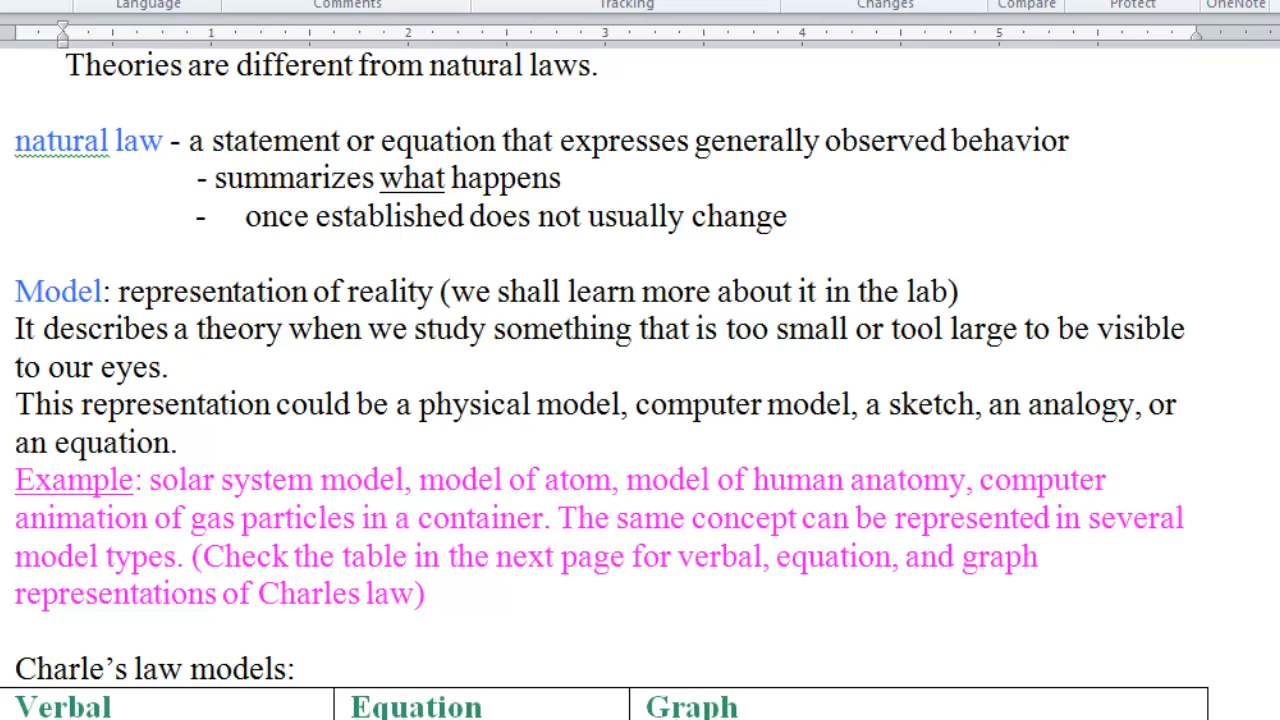 Language Comments Tracking Changes Compare Protect OneNote
1 2 3 4 5
Theories are different from natural laws.
natural law - a statement or equation that expresses generally observed behavior
- summarizes what happens
- once established does not usually change
Model: representation of reality (we shall learn more about it in the lab)
It describes a theory when we study something that is too small or tool large to be visible
to our eyes.
This representation could be a physical model, computer model, a sketch, an analogy, or
an equation.
Example: solar system model, model of atom, model of human anatomy, computer
animation of gas particles in a container. The same concept can be represented in several
model types. (Check the table in the next page for verbal, equation, and graph
representations of Charles law)
Charle’s law models:
Verbal Equation Graph